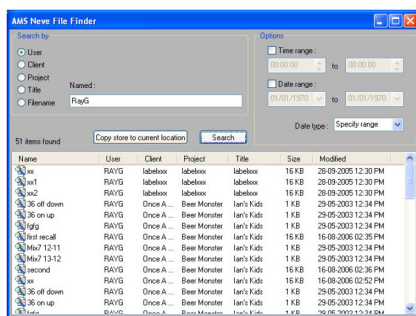 AMS Neve File Finder
Search by
User
Client
Project
Title
Filename
Named :
RayG
Options
Time range :
00:00:00 to 00:00:00
Date range :
01/01/1970 to 01/01/1970
Date type : Specify range
51 items found
Copy store to current location
Search
Name User Client Project Title Size Modified
xx RAYG labelxxx labelxxx labelxxx 16 KB 28-09-2005 12:30 PM
xx1 RAYG labelxxx labelxxx labelxxx 16 KB 28-09-2005 12:30 PM
xx2 RAYG labelxxx labelxxx labelxxx 16 KB 28-09-2005 12:30 PM
36 off down RAYG Once A ... Beer Monster Ian's Kids 1 KB 29-05-2003 12:34 PM
36 on up RAYG Once A ... Beer Monster Ian's Kids 1 KB 29-05-2003 12:34 PM
fgfg RAYG Once A ... Beer Monster Ian's Kids 1 KB 29-05-2003 12:34 PM
first recall RAYG Once A ... Beer Monster Ian's Kids 16 KB 16-08-2006 02:35 PM
Mix7 12-11 RAYG Once A ... Beer Monster Ian's Kids 1 KB 29-05-2003 12:34 PM
Mix7 13-12 RAYG Once A ... Beer Monster Ian's Kids 1 KB 29-05-2003 12:34 PM
second RAYG Once A ... Beer Monster Ian's Kids 16 KB 16-08-2006 02:36 PM
xx RAYG Once A ... Beer Monster Ian's Kids 16 KB 16-08-2006 02:52 PM
36 off down RAYG Once A ... Beer Monster Ian's Kids 1 KB 29-05-2003 12:34 PM
36 on up RAYG Once A ... Beer Monster Ian's Kids 1 KB 29-05-2003 12:34 PM